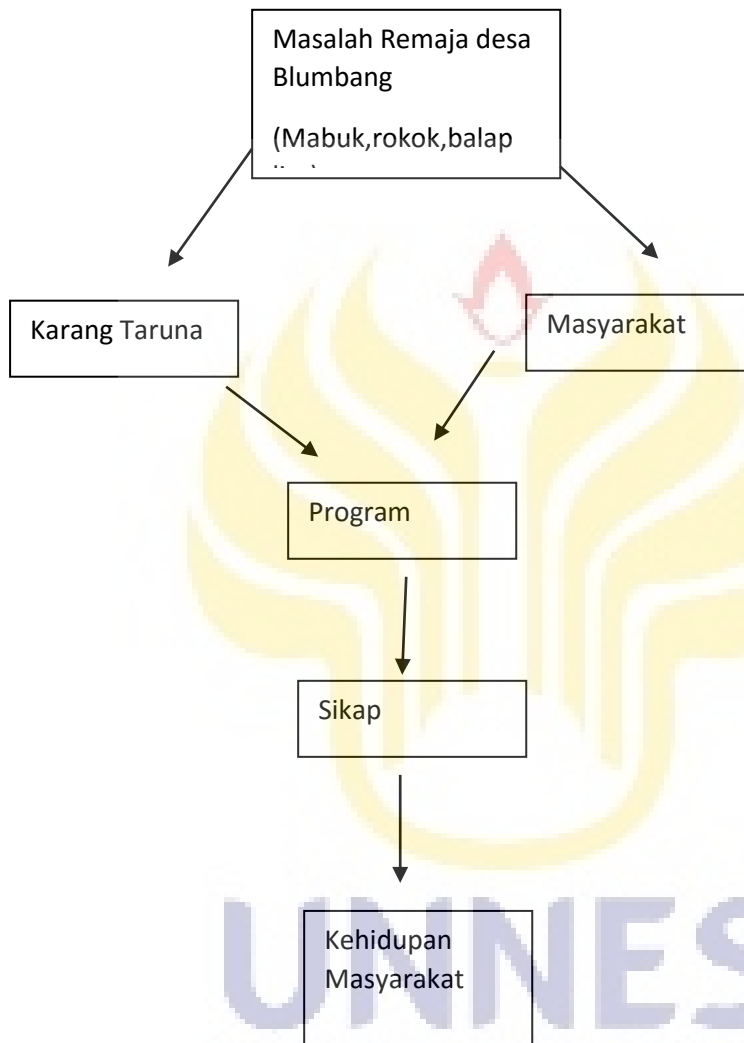 Masalah Remaja desa
Blumbang
(Mabuk,rokok,balap
Karang Taruna
Masyarakat
Program
Sikap
Kehidupan
Masyarakat
UNNES